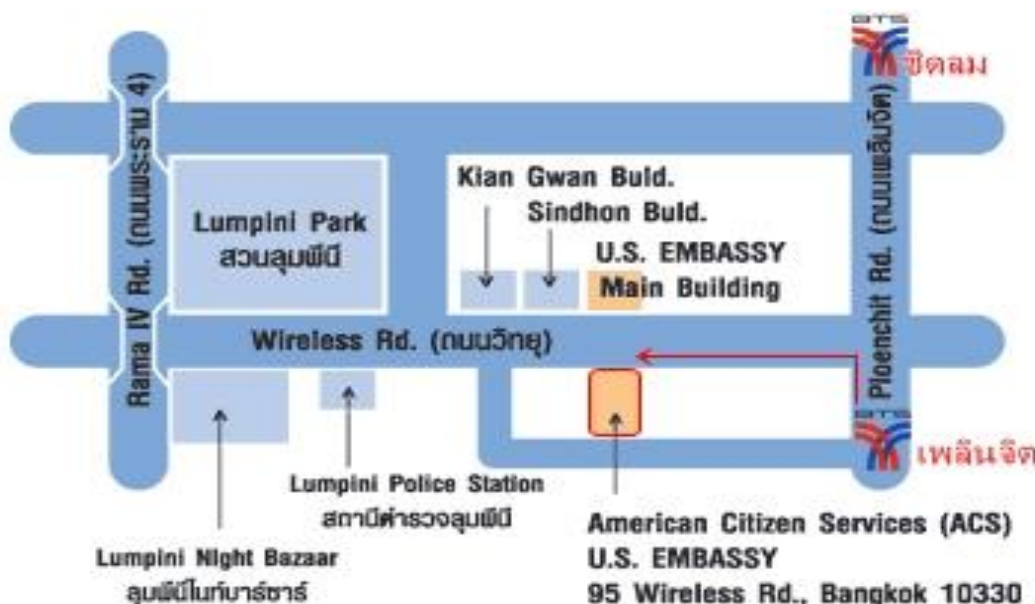 BTS
ชิดลม
Rama IV Rd. (ถนนพระราม 4)
Ploenchit Rd. (ถนนเพลินจิต)
Kian Gwan Buld.
Sindhon Buld.
Lumpini Park
สวนลุมพีนี
U.S. EMBASSY
Main Building
Wireless Rd. (ถนนวิทยุ)
BTS
เพลินจิต
Lumpini Police Station
สถานีตำรวจลุมพีนี
Lumpini Night Bazaar
ลุมพีนีไนท์บาร์ซาร์
American Citizen Services (ACS)
U.S. EMBASSY
95 Wireless Rd., Bangkok 10330